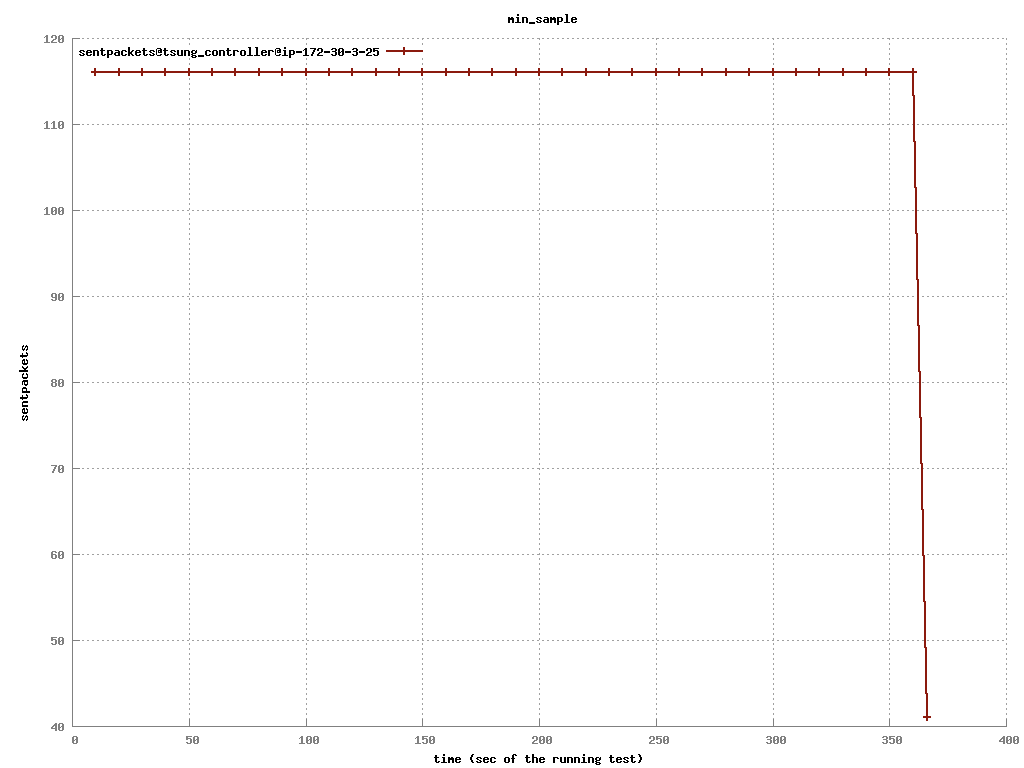 min_sample
sentpackets@tsung_controller@ip-172-30-3-25
120
110
100
90
80
70
60
50
40
sentpackets
0 50 100 150 200 250 300 350 400
time (sec of the running test)